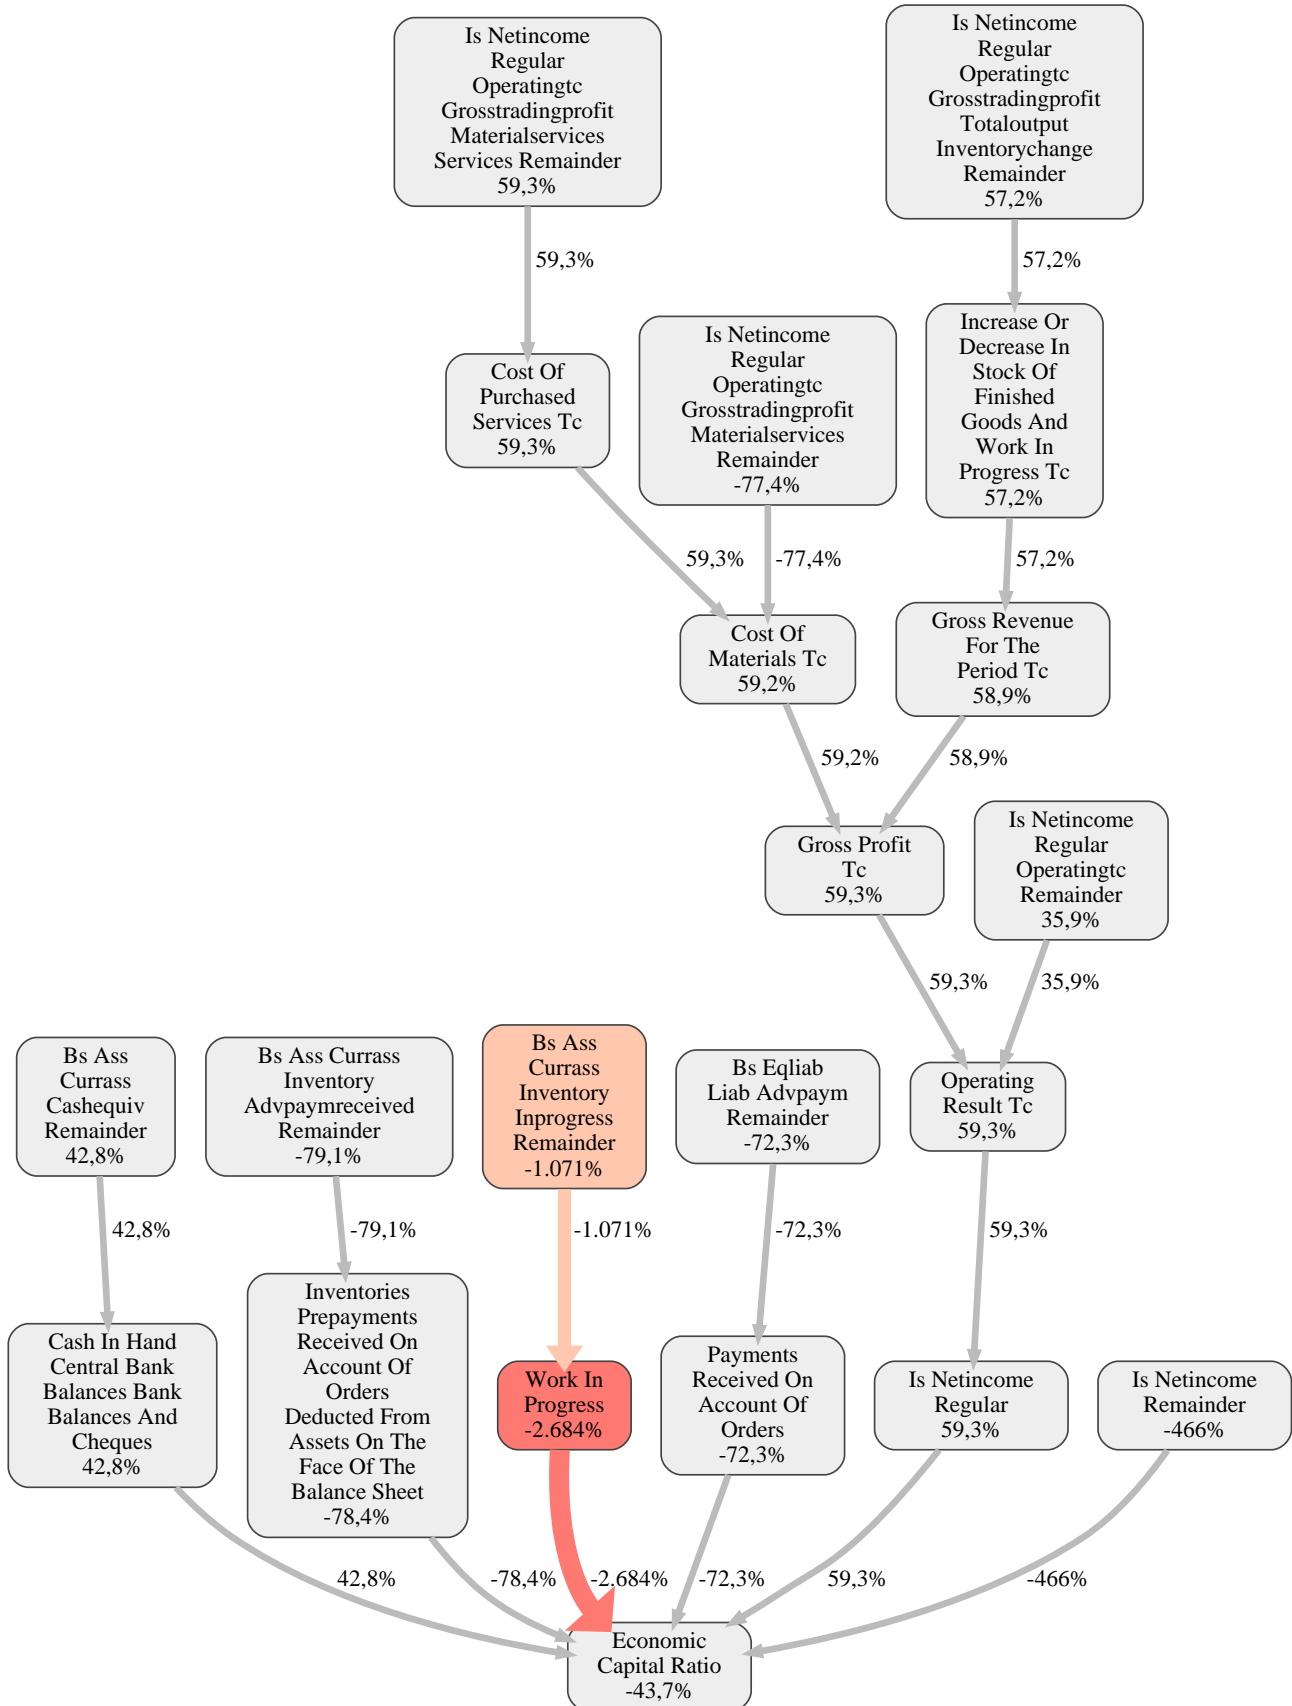 Is Netincome
Regular
Operatingtc
Grosstradingprofit
Materialservices
Services Remainder
59,3%
Is Netincome
Regular
Operatingtc
Grosstradingprofit
Totaloutput
Inventorychange
Remainder
57,2%
59,3%
57,2%
Cost Of
Purchased
Services Tc
59,3%
Is Netincome
Regular
Operatingtc
Grosstradingprofit
Materialservices
Remainder
-77,4%
Increase Or
Decrease In
Stock Of
Finished
Goods And
Work In
Progress Tc
57,2%
59,3%
-77,4%
57,2%
Cost Of
Materials Tc
59,2%
Gross Revenue
For The
Period Tc
58,9%
59,2%
58,9%
Gross Profit
Tc
59,3%
Is Netincome
Regular
Operatingtc
Remainder
35,9%
59,3%
35,9%
Bs Ass
Currass
Cashequiv
Remainder
42,8%
Bs Ass Currass
Inventory
Advpaymreceived
Remainder
-79,1%
Bs Ass
Currass
Inventory
Inprogress
Remainder
-1.071%
Bs Eqliab
Liab Advpaym
Remainder
-72,3%
Operating
Result Tc
59,3%
42,8%
-79,1%
-1.071%
-72,3%
59,3%
Cash In Hand
Central Bank
Balances Bank
Balances And
Cheques
42,8%
Inventories
Prepayments
Received On
Account Of
Orders
Deducted From
Assets On The
Face Of The
Balance Sheet
-78,4%
Work In
Progress
-2.684%
Payments
Received On
Account Of
Orders
-72,3%
Is Netincome
Regular
59,3%
Is Netincome
Remainder
-466%
42,8%
-78,4%
-2.684%
-72,3%
59,3%
-466%
Economic
Capital Ratio
-43,7%